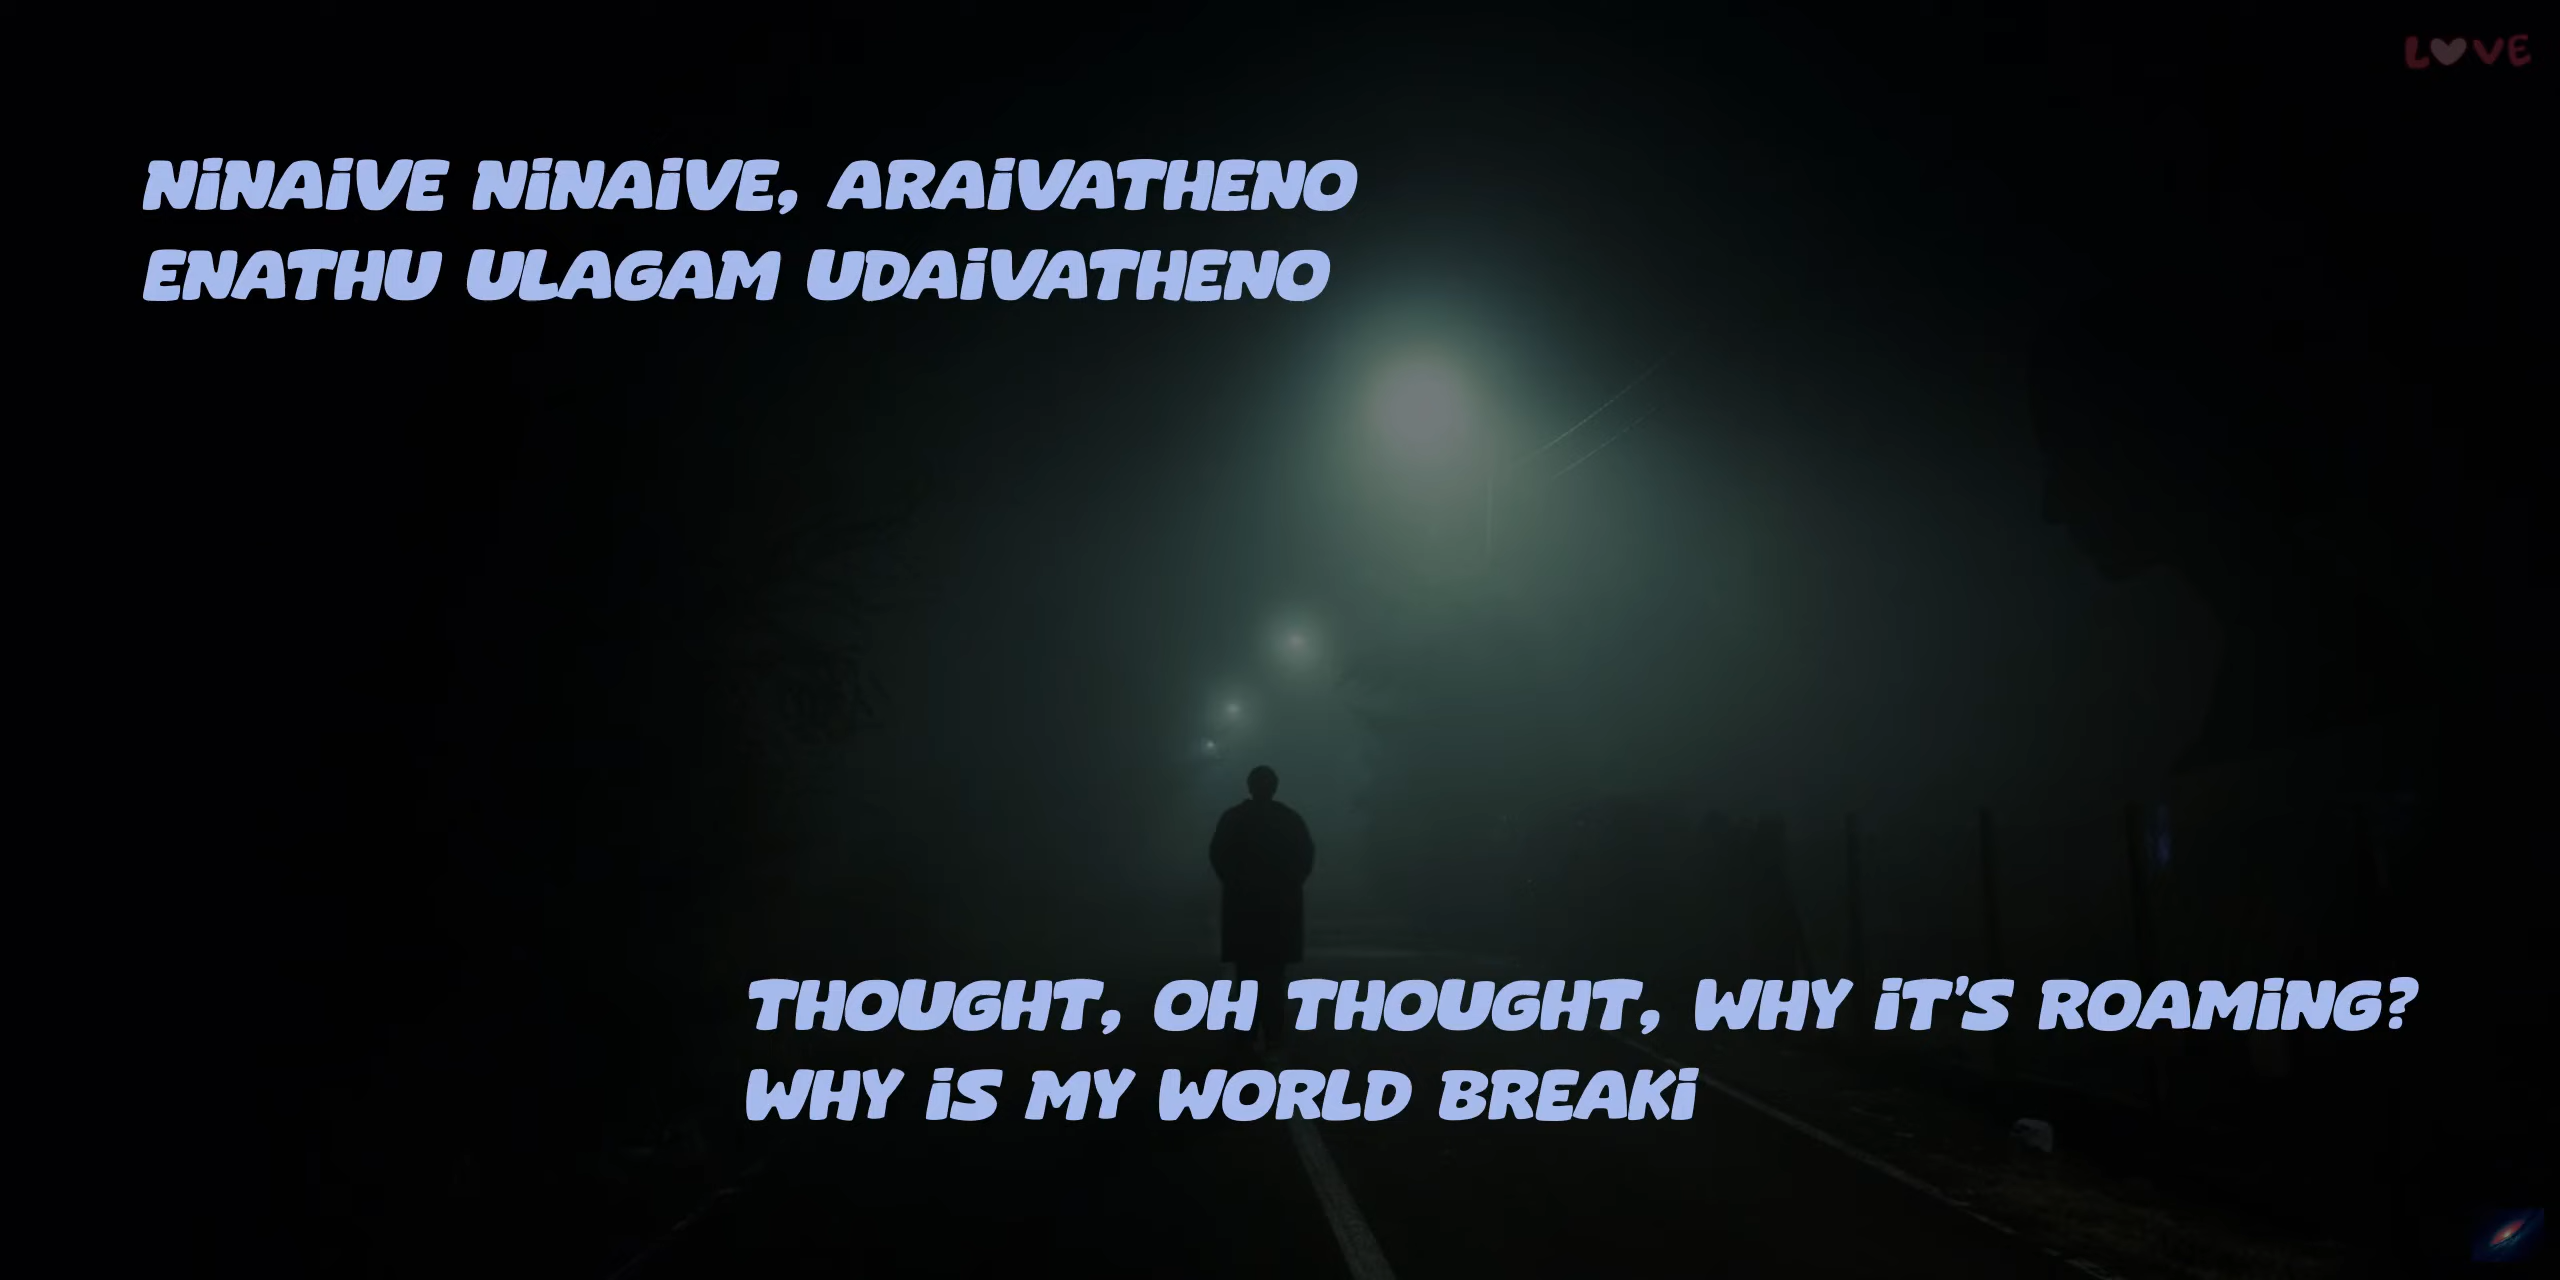 LOVE
NINAIVE NINAIVE, ARAIVATHENO
ENATHU ULAGAM UDAIVATHENO
THOUGHT, OH THOUGHT, WHY IT'S ROAMING?
WHY IS MY WORLD BREAKI